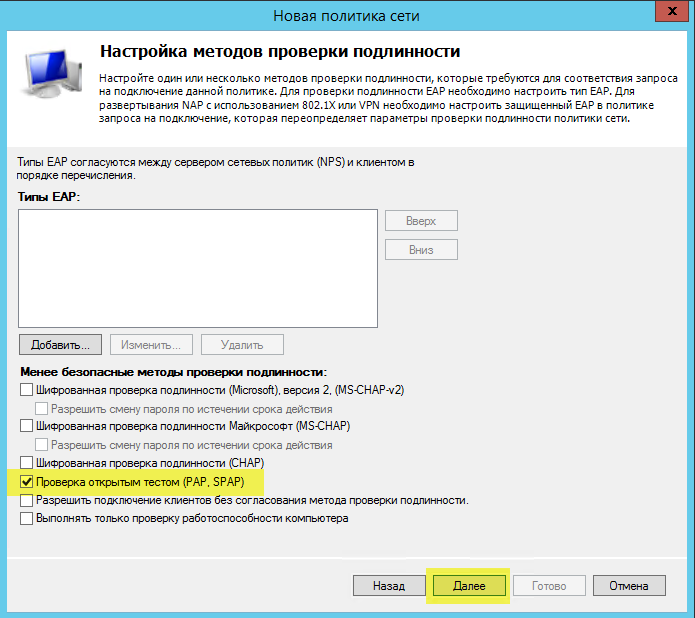 Новая политика сети
x
Настройка методов проверки подлинности
Настройте один или несколько методов проверки подлинности, которые требуются для соответствия запроса
на подключение данной политике. Для проверки подлинности EAP необходимо настроить тип EAP. Для
развертывания NAP с использованием 802.1X или VPN необходимо настроить защищенный EAP в политике
запроса на подключение, которая переопределяет параметры проверки подлинности политики сети.
Типы EAP согласуются между сервером сетевых политик (NPS) и клиентом в
порядке перечисления.
Типы EAP:
Вверх
Вниз
Добавить...
Изменить...
Удалить
Менее безопасные методы проверки подлинности:
Шифрованная проверка подлинности (Microsoft), версия 2, (MS-CHAP-v2)
Разрешить смену пароля по истечении срока действия
Шифрованная проверка подлинности Майкрософт (MS-CHAP)
Разрешить смену пароля по истечении срока действия
Шифрованная проверка подлинности (CHAP)
Проверка открытым тестом (PAP, SPAP)
Разрешить подключение клиентов без согласования метода проверки подлинности.
Выполнять только проверку работоспособности компьютера
Назад
Далее
Готово
Отмена